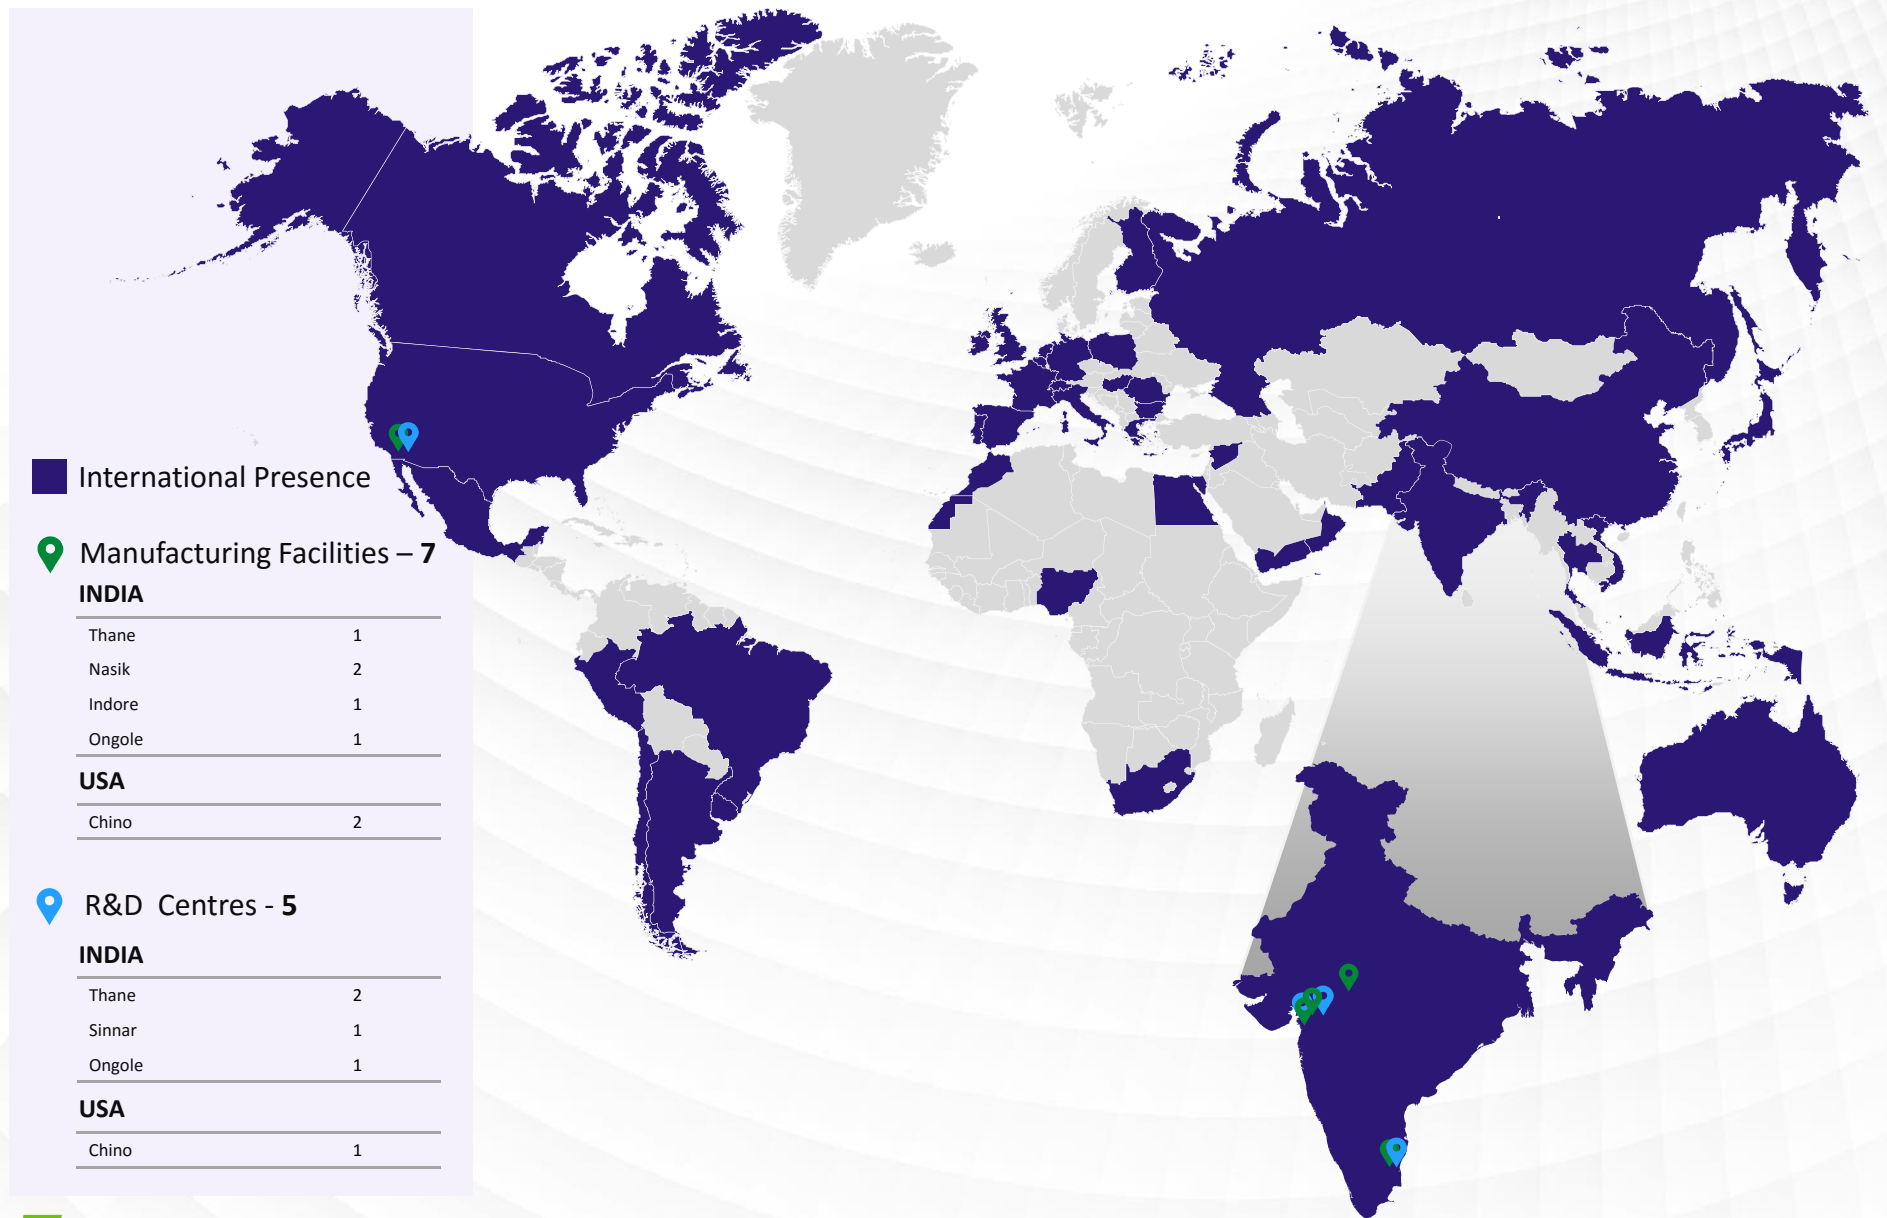 International Presence
Manufacturing Facilities – 7
INDIA
Thane 1
Nasik 2
Indore 1
Ongole 1
USA
Chino 2
R&D Centres - 5
INDIA
Thane 2
Sinnar 1
Ongole 1
USA
Chino 1